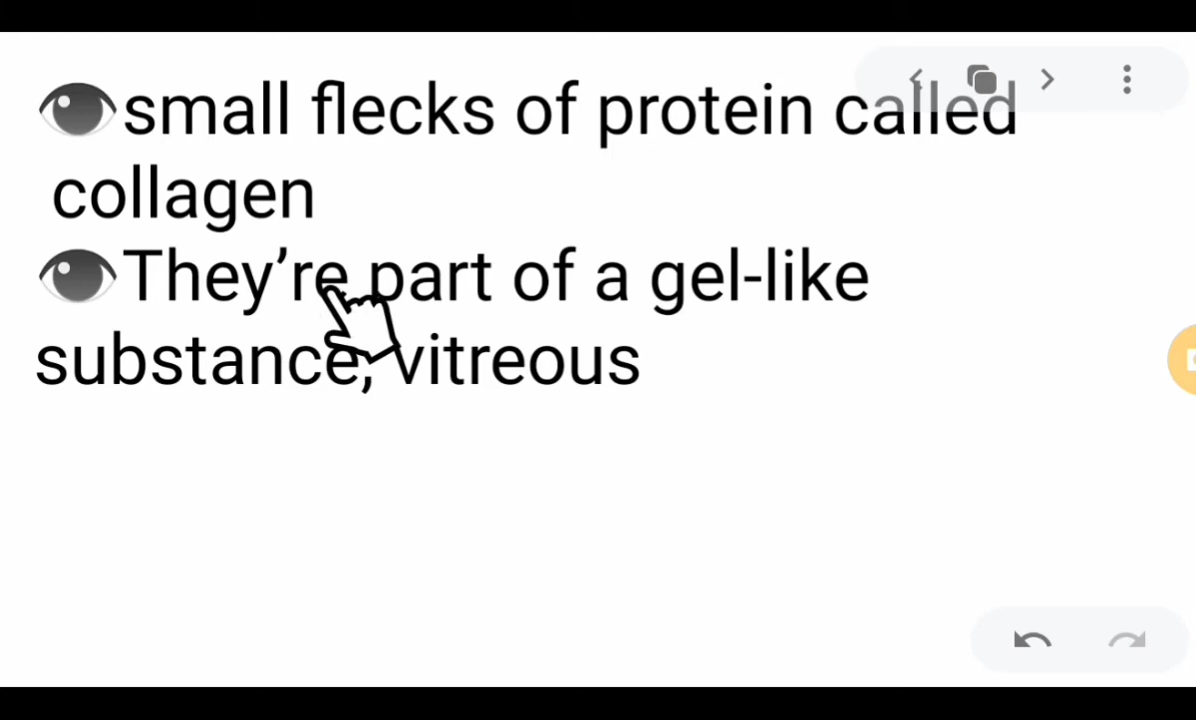 👁small flecks of protein called
collagen
👁They’re part of a gel-like
substance, vitreous